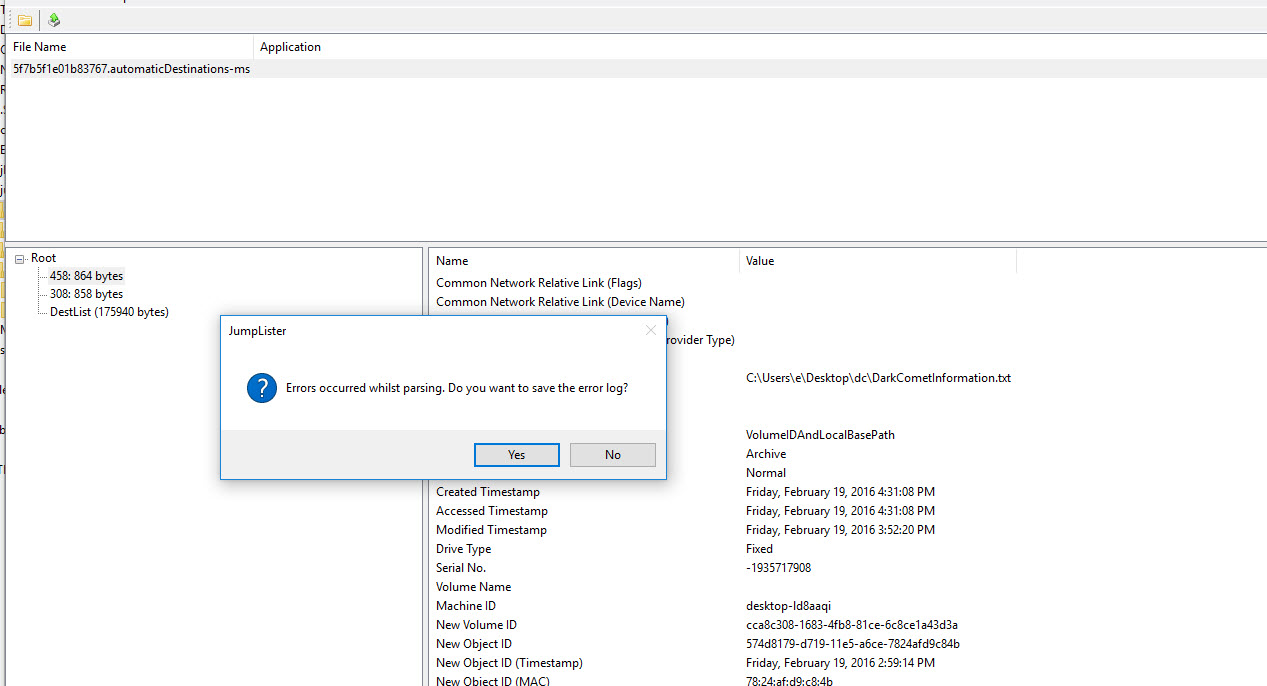 File Name Application
5f7b5f1e01b83767.automaticDestinations-ms
Root
458: 864 bytes
308: 858 bytes
DestList (175940 bytes)
Name Value
Common Network Relative Link (Flags)
Common Network Relative Link (Device Name)
rovider Type)
C:\Users\e\Desktop\dc\DarkCometInformation.txt
VolumeIDAndLocalBasePath
Archive
Normal
JumpLister
Errors occurred whilst parsing. Do you want to save the error log?
Yes No
Created Timestamp Friday, February 19, 2016 4:31:08 PM
Accessed Timestamp Friday, February 19, 2016 4:31:08 PM
Modified Timestamp Friday, February 19, 2016 3:52:20 PM
Drive Type Fixed
Serial No. -1935717908
Volume Name
Machine ID desktop-ld8aaqi
New Volume ID cca8c308-1683-4fb8-81ce-6c8ce1a43d3a
New Object ID 574d8179-d719-11e5-a6ce-7824afd9c84b
New Object ID (Timestamp) Friday, February 19, 2016 2:59:14 PM
New Object ID (MAC) 78:24:af:d9:c8:4b